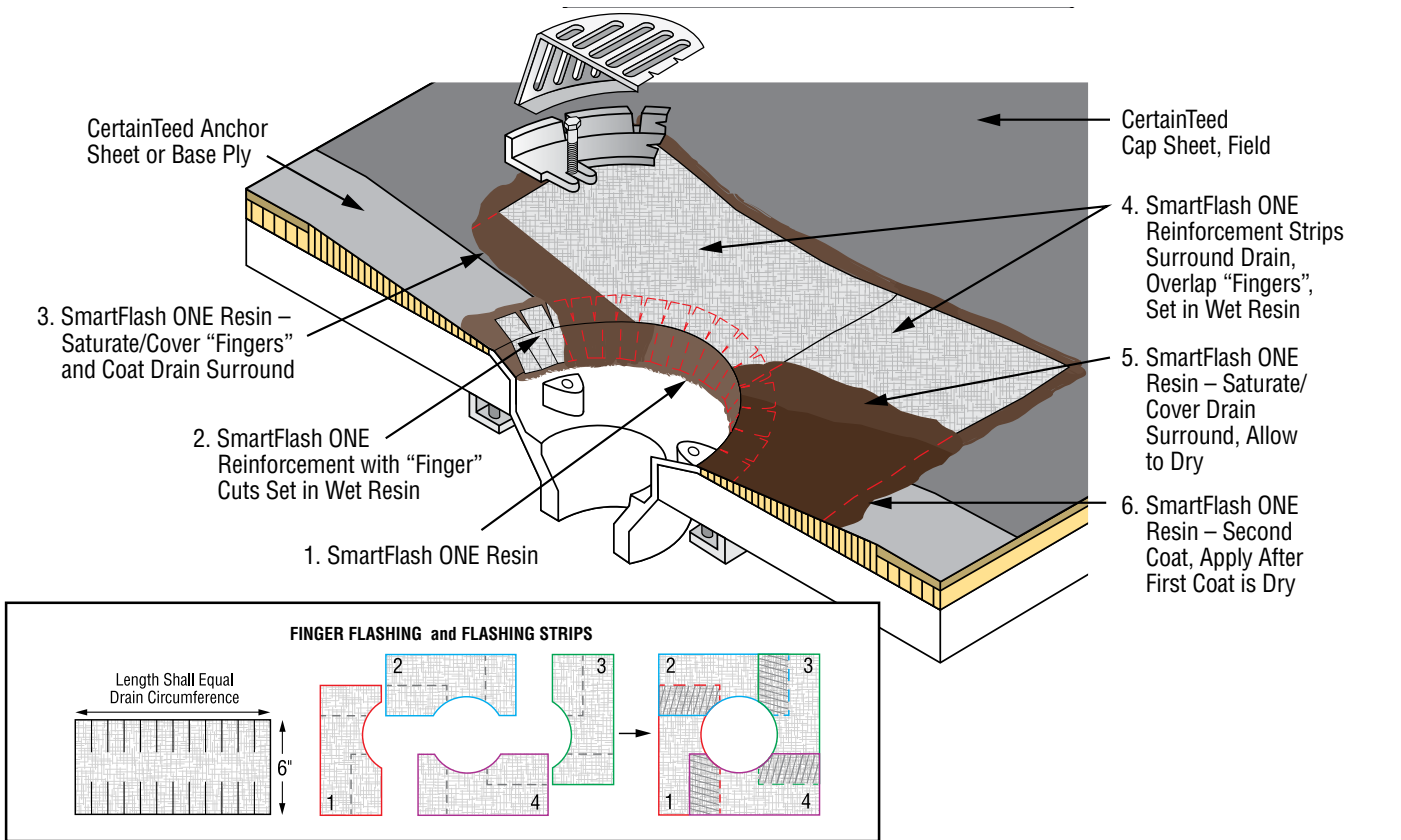 CertainTeed Anchor
Sheet or Base Ply
CertainTeed
Cap Sheet, Field
3. SmartFlash ONE Resin –
Saturate/Cover “Fingers”
and Coat Drain Surround
4. SmartFlash ONE
Reinforcement Strips
Surround Drain,
Overlap “Fingers”,
Set in Wet Resin
2. SmartFlash ONE
Reinforcement with “Finger”
Cuts Set in Wet Resin
5. SmartFlash ONE
Resin – Saturate/
Cover Drain
Surround, Allow
to Dry
1. SmartFlash ONE Resin
6. SmartFlash ONE
Resin – Second
Coat, Apply After
First Coat is Dry
FINGER FLASHING and FLASHING STRIPS
Length Shall Equal
Drain Circumference
6"
1
2
3
4
2
3
1
4